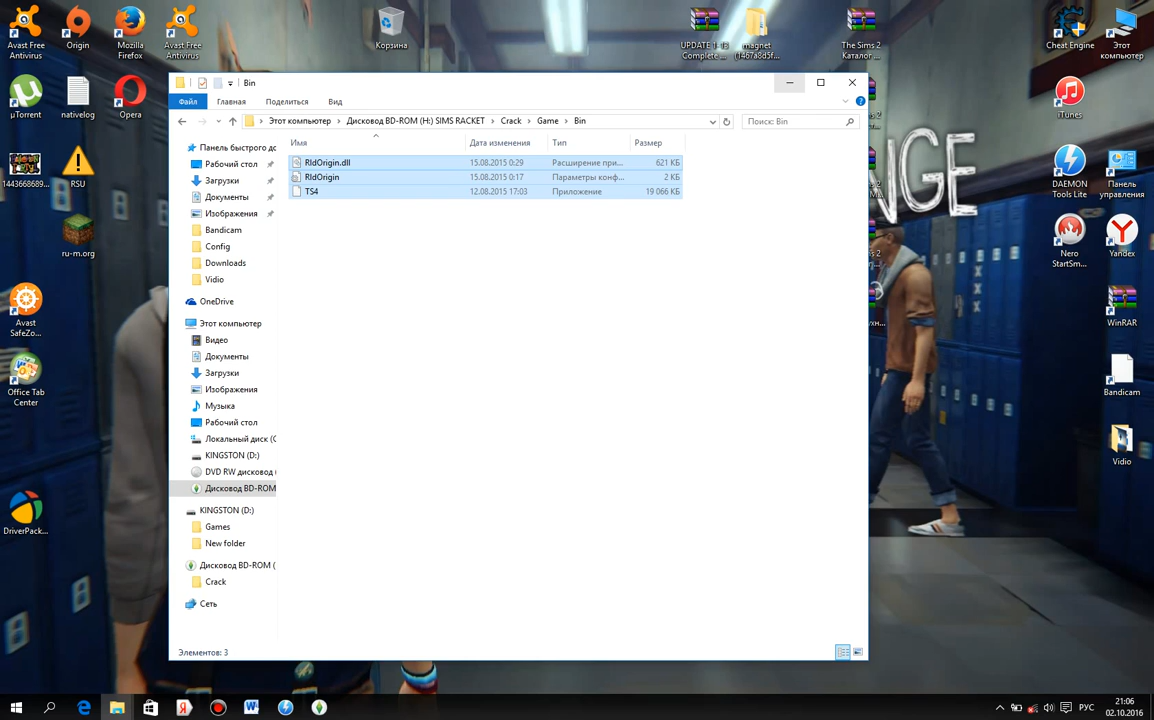 Avast Free
Antivirus
Origin
Mozilla
Firefox
Avast Free
Antivirus
Корзина
UPDATE 1-13
Complete ...
magnet
(1467a8d5f...
The Sims 2
Каталог ...
Cheat Engine
Этот
компьютер
µTorrent
nativelog
Opera
iTunes
1443668689...
RSU
DAEMON
Tools Lite
Панель
управления
ru-m.org
Nero
StartSm...
Yandex
Avast
SafeZo...
WinRAR
Office Tab
Center
Bandicam
Vidio
DriverPack...
Bin
Файл
Главная
Поделиться
Вид
Этот компьютер > Дисковод BD-ROM (H:) SIMS RACKET > Crack > Game > Bin
Поиск: Bin
Имя
Дата изменения
Тип
Размер
RldOrigin.dll 15.08.2015 0:29 Расширение при... 621 КБ
RldOrigin 15.08.2015 0:17 Параметры конф... 2 КБ
TS4 12.08.2015 17:03 Приложение 19 066 КБ
Панель быстрого до
Рабочий стол
Загрузки
Документы
Изображения
Bandicam
Config
Downloads
Vidio
OneDrive
Этот компьютер
Видео
Документы
Загрузки
Изображения
Музыка
Рабочий стол
Локальный диск (C
KINGSTON (D:)
DVD RW дисковод (
Дисковод BD-ROM
KINGSTON (D:)
Games
New folder
Дисковод BD-ROM (
Crack
Сеть
Элементов: 3
NGE
РУС
21:06
02.10.2016